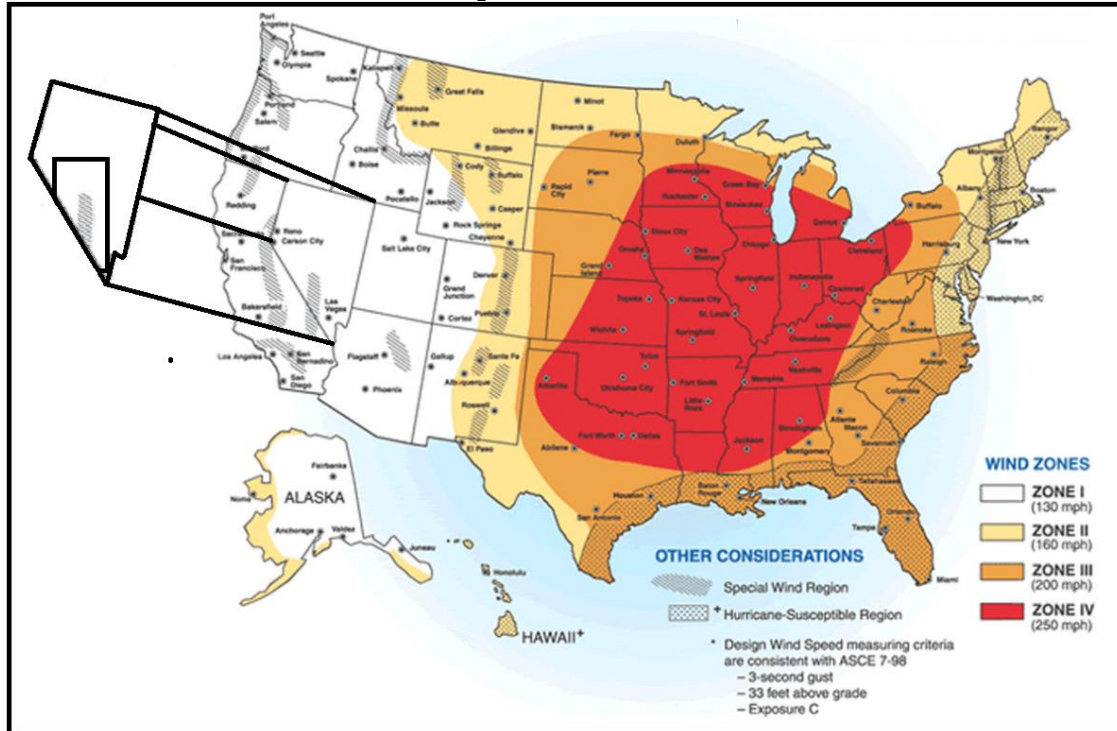 Port
Angeles
Seattle
Olympia
Spokane
Kalispell
Portland
Salem
Great Falls
Missoula
Butte
Glendive
Billings
Minot
Bismarck
Fargo
Duluth
Challis
Boise
Cody
Buffalo
Pocatello
Jackson
Casper
Rapid
City
Pierre
Minneapolis
Rochester
Green Bay
Milwaukee
Detroit
Buffalo
Albany
Bangor
Boston
Redding
Reno
Carson City
San
Francisco
Salt Lake City
Rock Springs
Cheyenne
Sioux City
Omaha
Des
Moines
Grand
Island
Chicago
Cleveland
Harrisburg
New York
Washington, DC
Bakersfield
Las
Vegas
Grand
Junction
Cortez
Denver
Pueblo
Topeka
Kansas City
Wichita
Springfield
St. Louis
Springfield
Indianapolis
Cincinnati
Lexington
Owensboro
Charleston
Roanoke
Raleigh
Los Angeles
San
Bernadino
San
Diego
Flagstaff
Phoenix
Gallup
Santa Fe
Albuquerque
Roswell
El Paso
Amarillo
Tulsa
Oklahoma City
Fort Smith
Little
Rock
Memphis
Nashville
Columbia
Atlanta
Macon
Savannah
Birmingham
Montgomery
Abilene
Fort Worth
Dallas
Jackson
Houston
San Antonio
Baton
Rouge
New Orleans
Tallahassee
Orlando
Tampa
Miami
Fairbanks
Nome
ALASKA
Anchorage
Valdez
Juneau
Honolulu
HAWAII+
WIND ZONES
ZONE I
(130 mph)
ZONE II
(160 mph)
ZONE III
(200 mph)
ZONE IV
(250 mph)
OTHER CONSIDERATIONS
Special Wind Region
+ Hurricane-Susceptible Region
* Design Wind Speed measuring criteria
are consistent with ASCE 7-98
– 3-second gust
– 33 feet above grade
– Exposure C